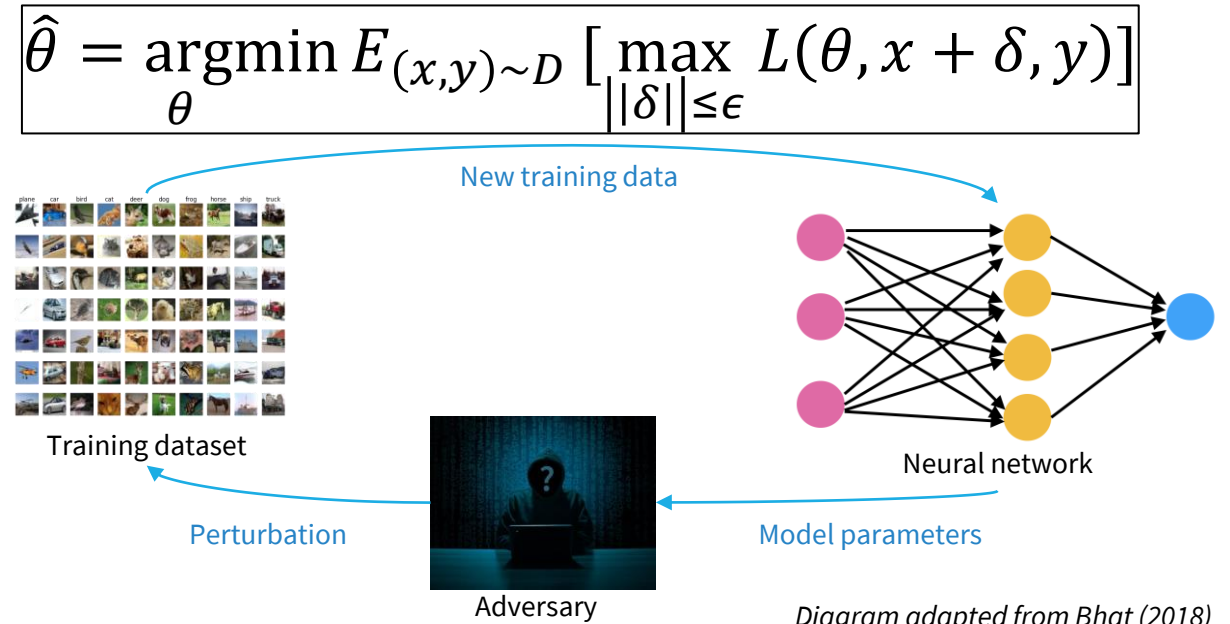 θ̂ = argmin E(x,y)~D [max L(θ, x + δ, y)]
θ ||δ||≤ϵ
New training data
plane car bird cat deer dog frog horse ship truck
Training dataset
Neural network
?
Perturbation
Model parameters
Adversary
Diagram adapted from Bhat (2018)